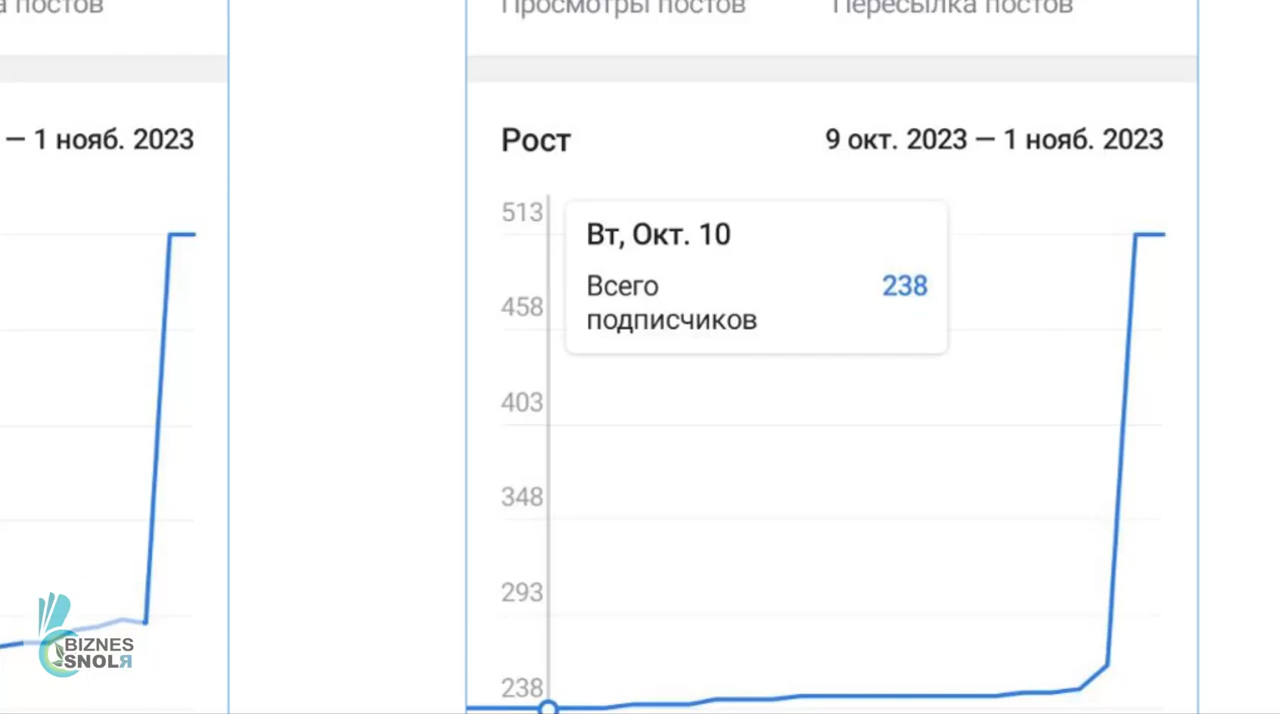 а постов
Просмотры постов
Пересылка постов
— 1 нояб. 2023
Рост
9 окт. 2023 — 1 нояб. 2023
513
Вт, Окт. 10
Всего
подписчиков
238
458
403
348
293
238
BIZNES
SNOLЯ